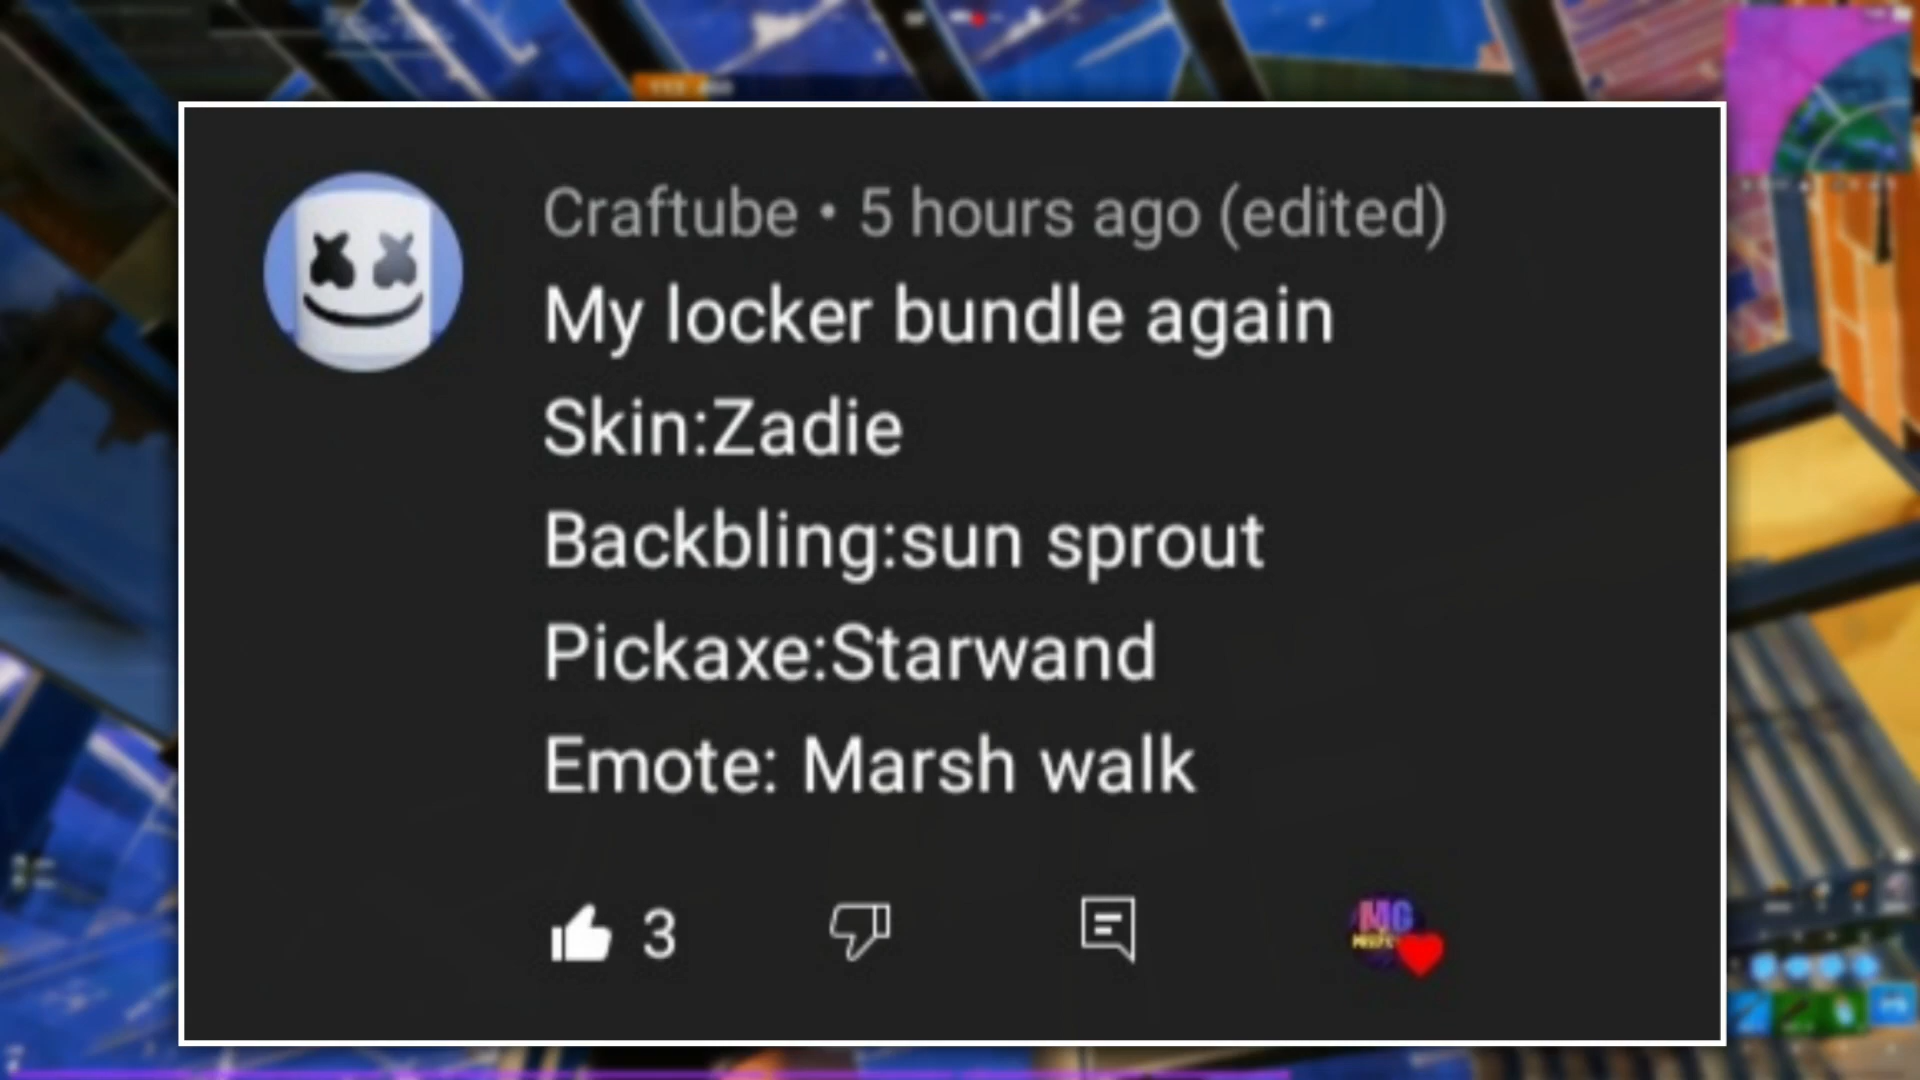 Craftube • 5 hours ago (edited)
My locker bundle again
Skin:Zadie
Backbling:sun sprout
Pickaxe:Starwand
Emote: Marsh walk
3
MG